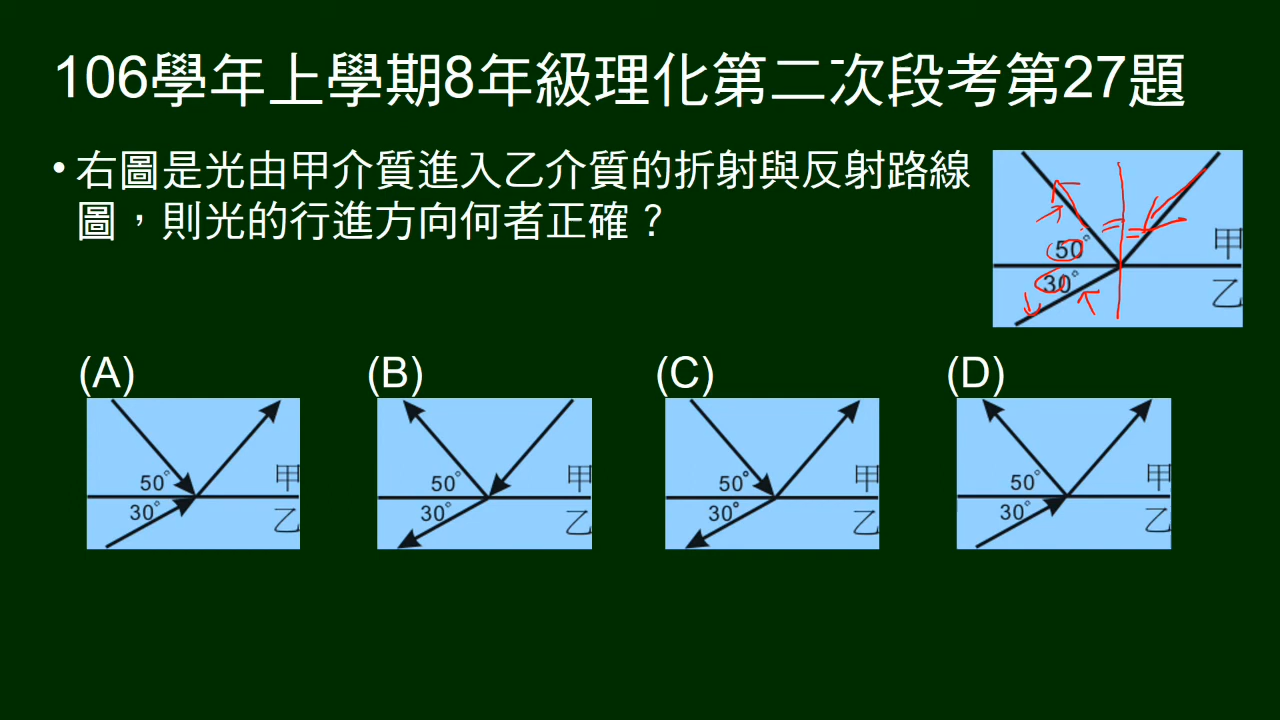 106學年上學期8年級理化第二次段考第27題
• 右圖是光由甲介質進入乙介質的折射與反射路線
圖，則光的行進方向何者正確？
50°
甲
30°
乙
(A)
(B)
(C)
(D)
50°
甲
30°
乙
50°
甲
30°
乙
50°
甲
30°
乙
50°
甲
30°
乙